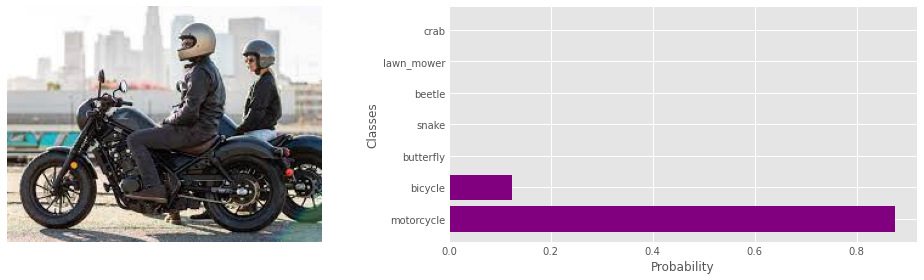 crab
lawn_mower
beetle
snake
butterfly
bicycle
motorcycle
Classes
0.0 0.2 0.4 0.6 0.8
Probability